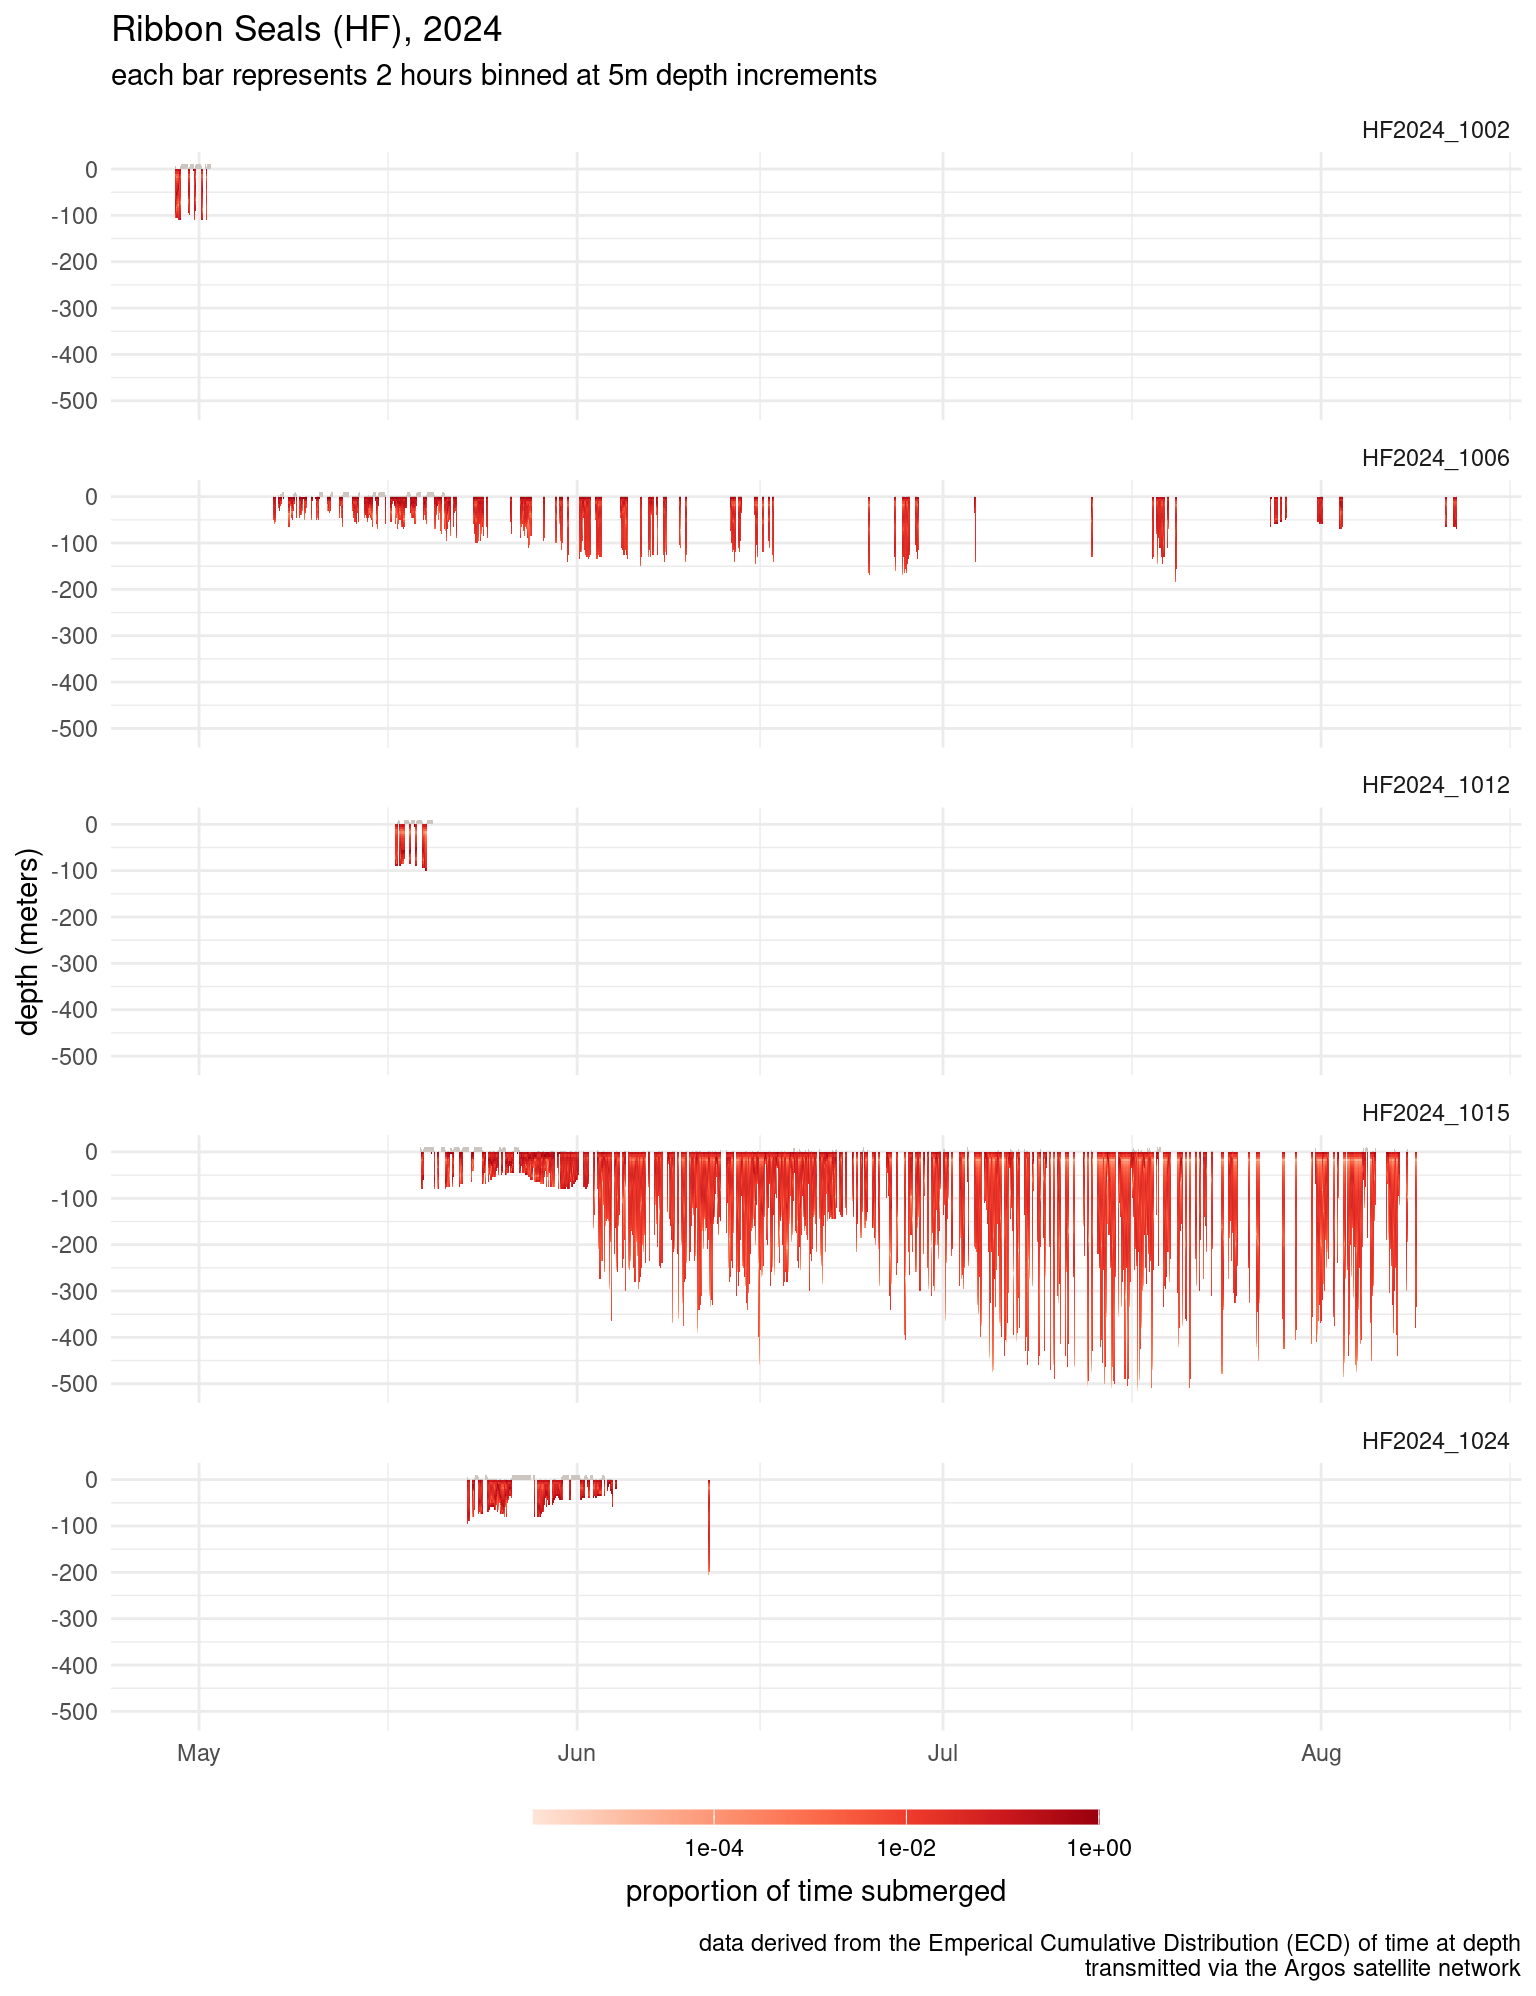 Ribbon Seals (HF), 2024
each bar represents 2 hours binned at 5m depth increments
HF2024_1002
0
-100
-200
-300
-400
-500
HF2024_1006
0
-100
-200
-300
-400
-500
HF2024_1012
0
-100
-200
-300
-400
-500
depth (meters)
HF2024_1015
0
-100
-200
-300
-400
-500
HF2024_1024
0
-100
-200
-300
-400
-500
May Jun Jul Aug
1e-04 1e-02 1e+00
proportion of time submerged
data derived from the Emperical Cumulative Distribution (ECD) of time at depth
transmitted via the Argos satellite network